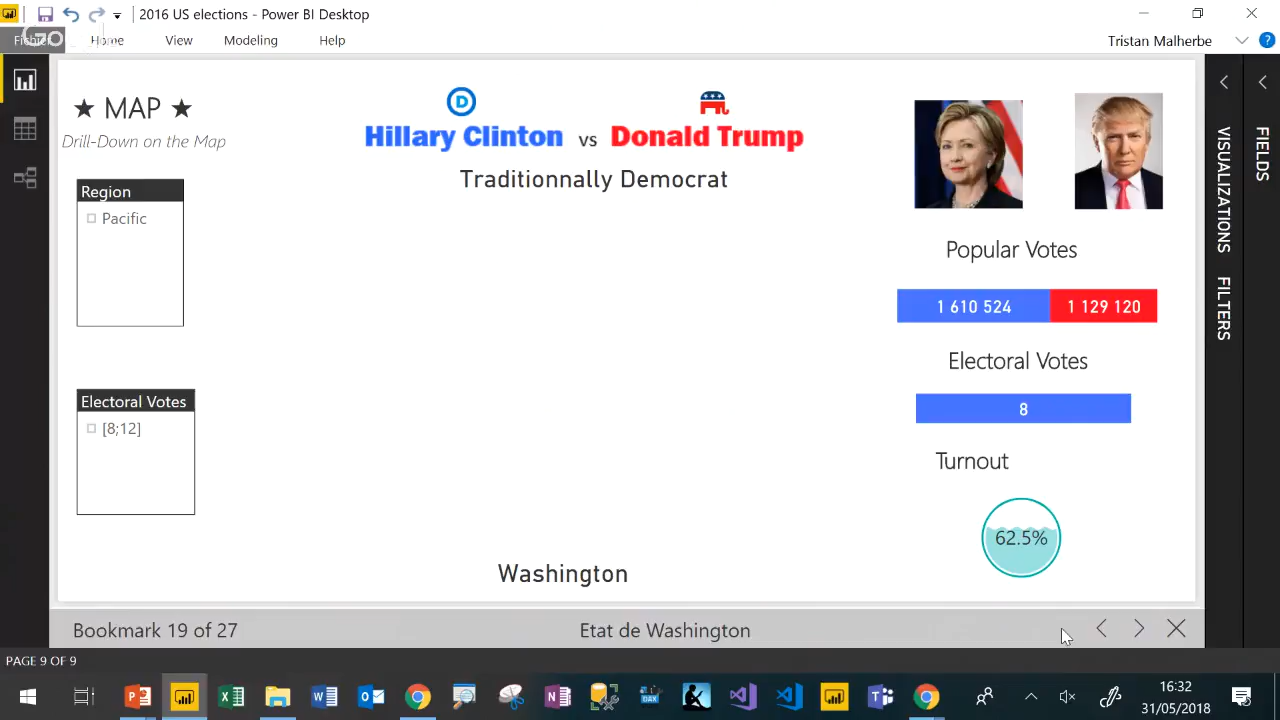 2016 US elections - Power BI Desktop
Go
Home
View
Modeling
Help
Tristan Malherbe
?
★ MAP ★
Drill-Down on the Map
Region
Pacific
Electoral Votes
[8;12]
D
Hillary Clinton vs Donald Trump
Traditionnally Democrat
Washington
Popular Votes
1 610 524 1 129 120
Electoral Votes
8
Turnout
62.5%
VISUALIZATIONS
FILTERS
FIELDS
Bookmark 19 of 27
Etat de Washington
PAGE 9 OF 9
DAX
16:32
31/05/2018